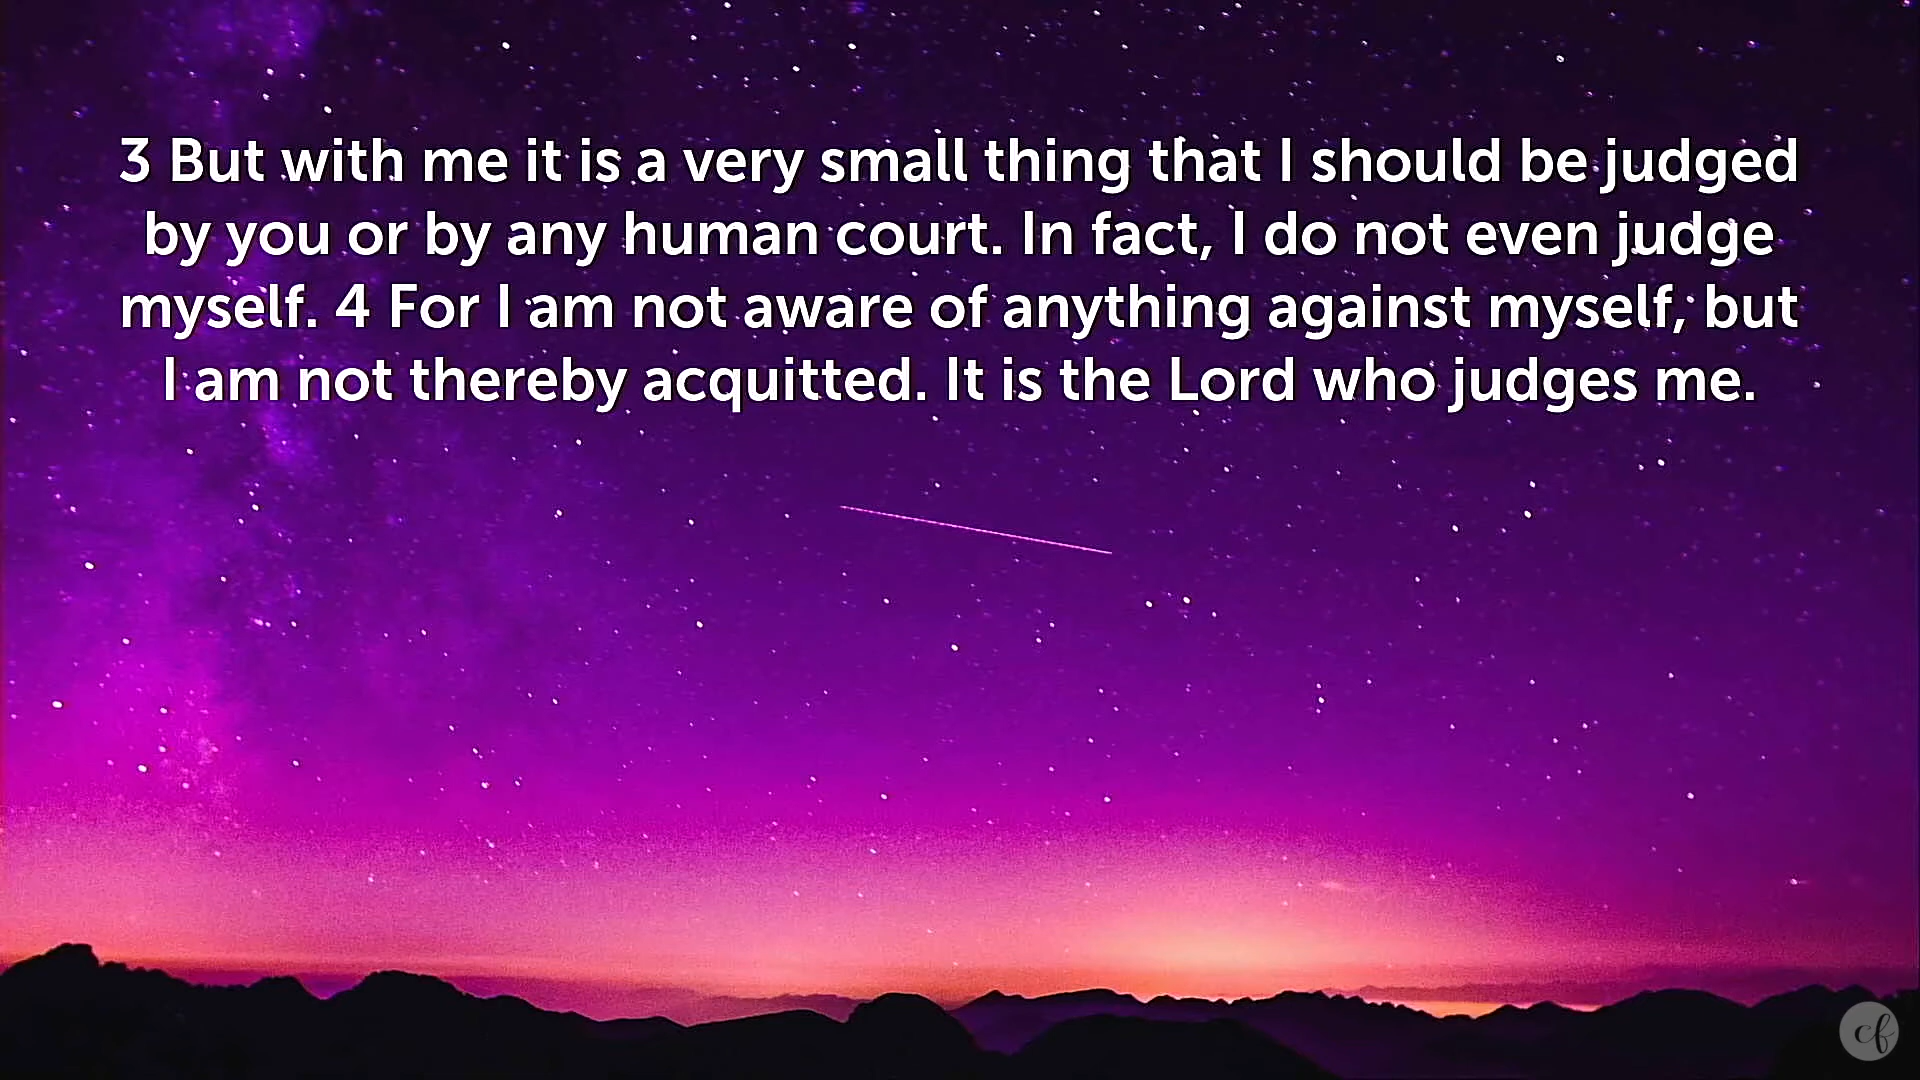 3 But with me it is a very small thing that I should be judged
by you or by any human court. In fact, I do not even judge
myself. 4 For I am not aware of anything against myself, but
I am not thereby acquitted. It is the Lord who judges me.
cf